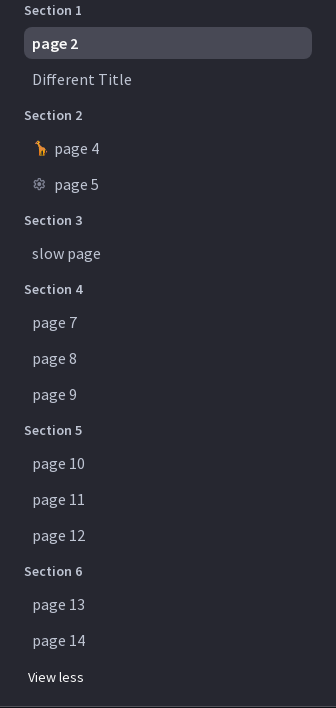 Section 1
page 2
Different Title
Section 2
🦒 page 4
page 5
Section 3
slow page
Section 4
page 7
page 8
page 9
Section 5
page 10
page 11
page 12
Section 6
page 13
page 14
View less